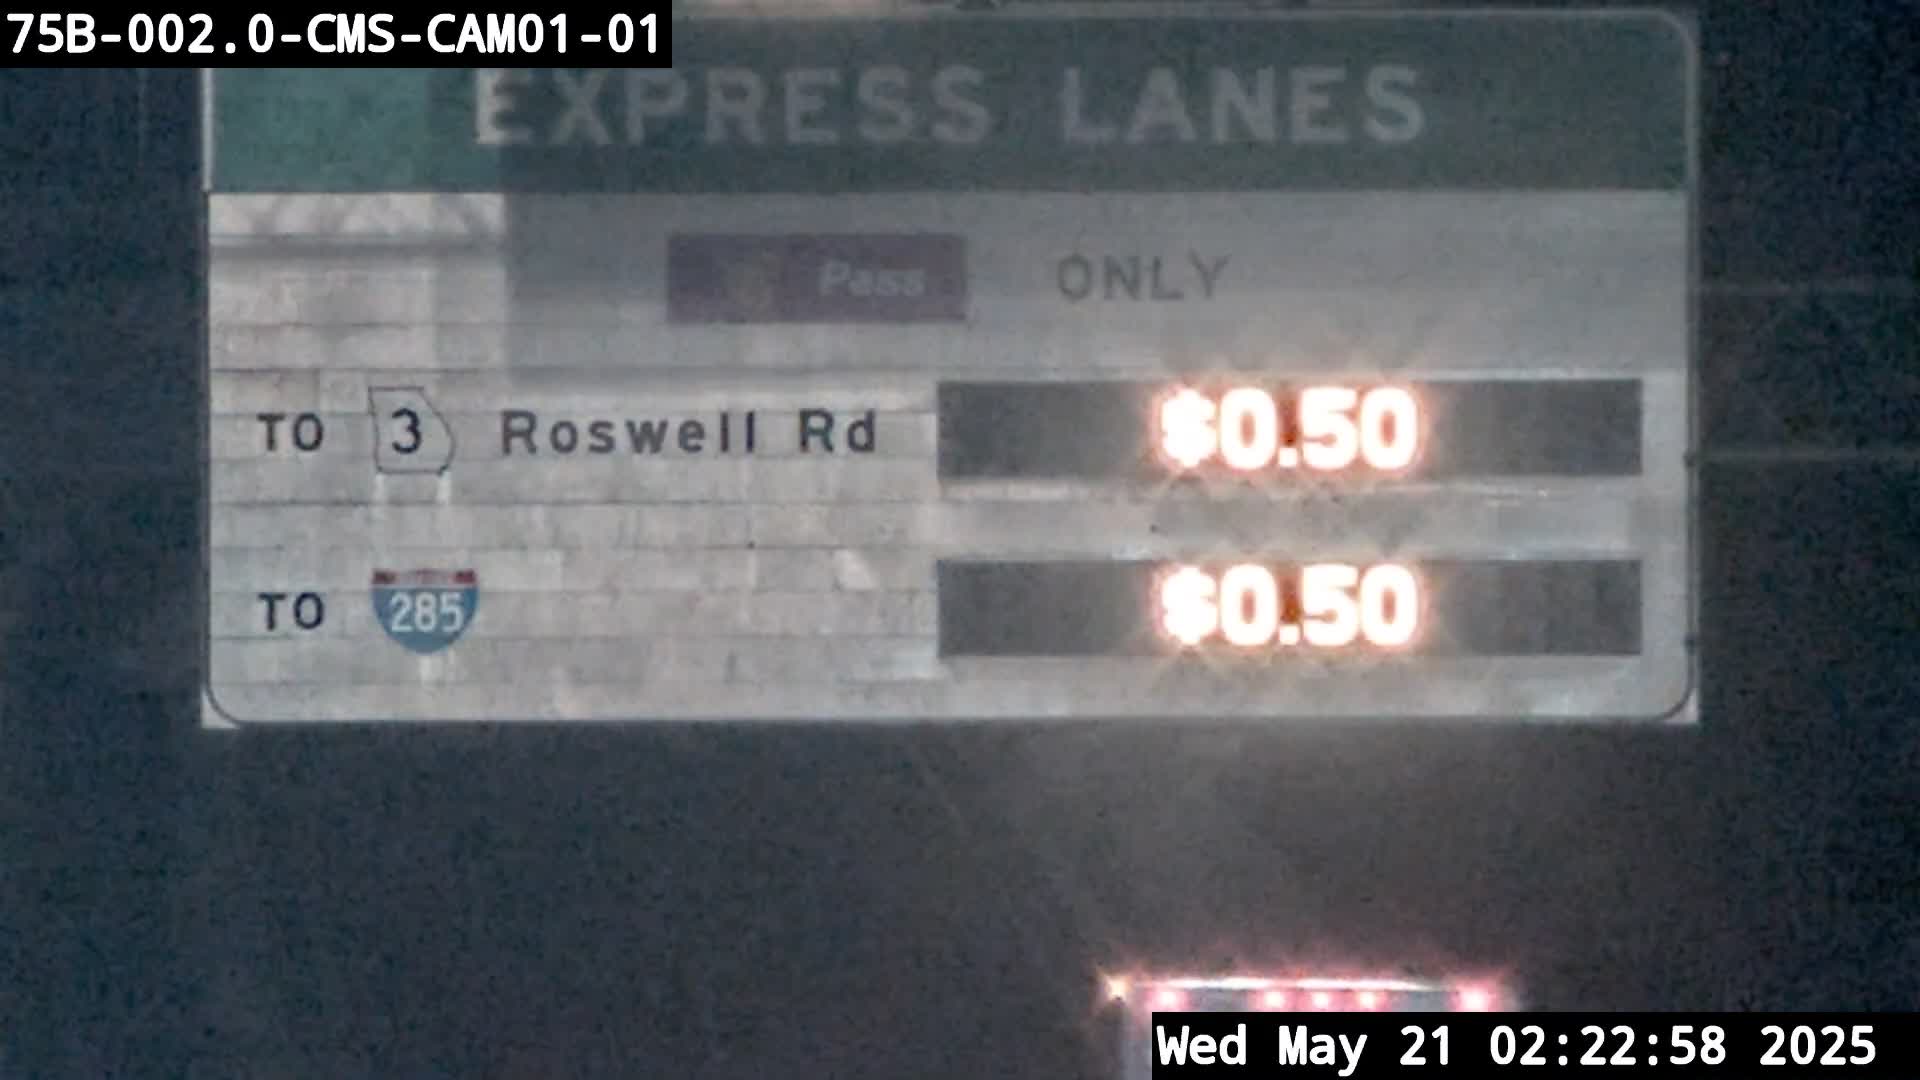 75B-002.0-CMS-CAM01-01
EXPRESS LANES
Pass ONLY
TO 3 Roswell Rd $0.50
TO 285 $0.50
Wed May 21 02:22:58 2025